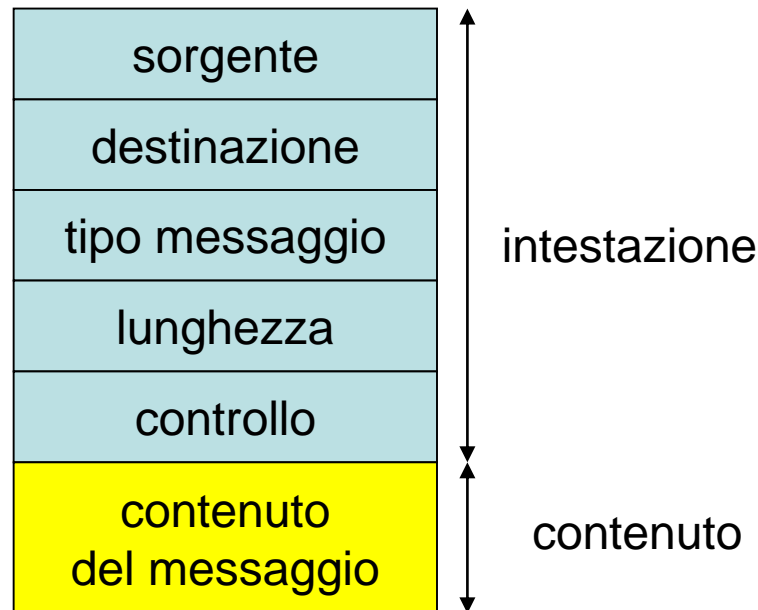 sorgente
destinazione
tipo messaggio
lunghezza
controllo
contenuto
del messaggio
intestazione
contenuto